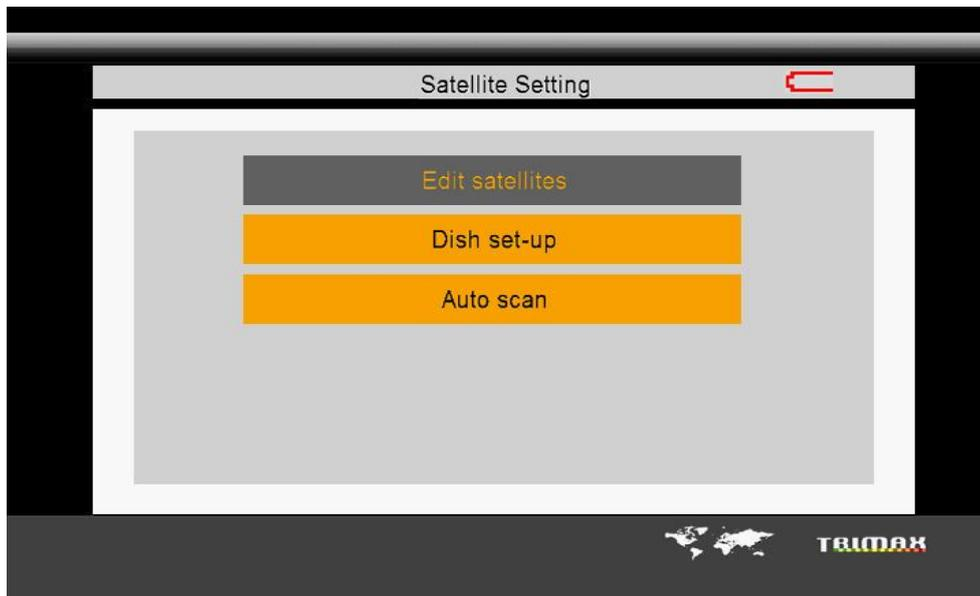 Satellite Setting
Edit satellites
Dish set-up
Auto scan
TRIMAX